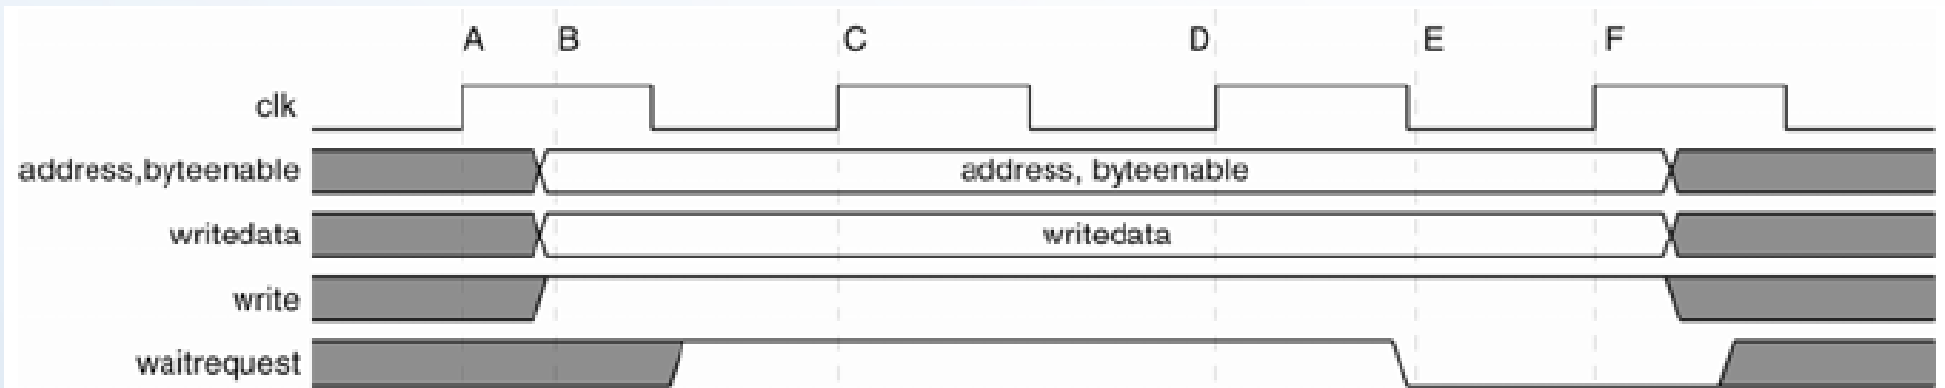 A B C D E F
clk
address,byteenable address, byteenable
writedata writedata
write
waitrequest